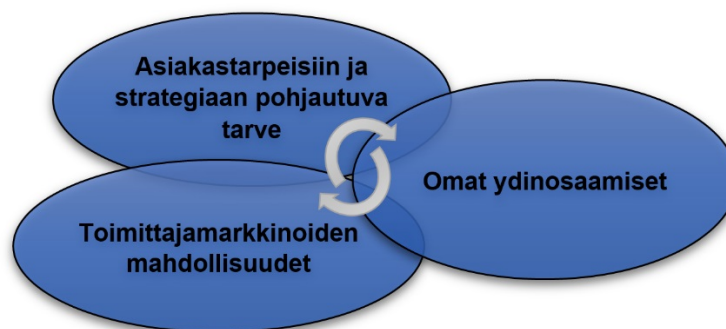 Asiakastarpeisiin ja
strategiaan pohjautuva
tarve
Omat ydinosaamiset
Toimittajamarkkinoiden
mahdollisuudet